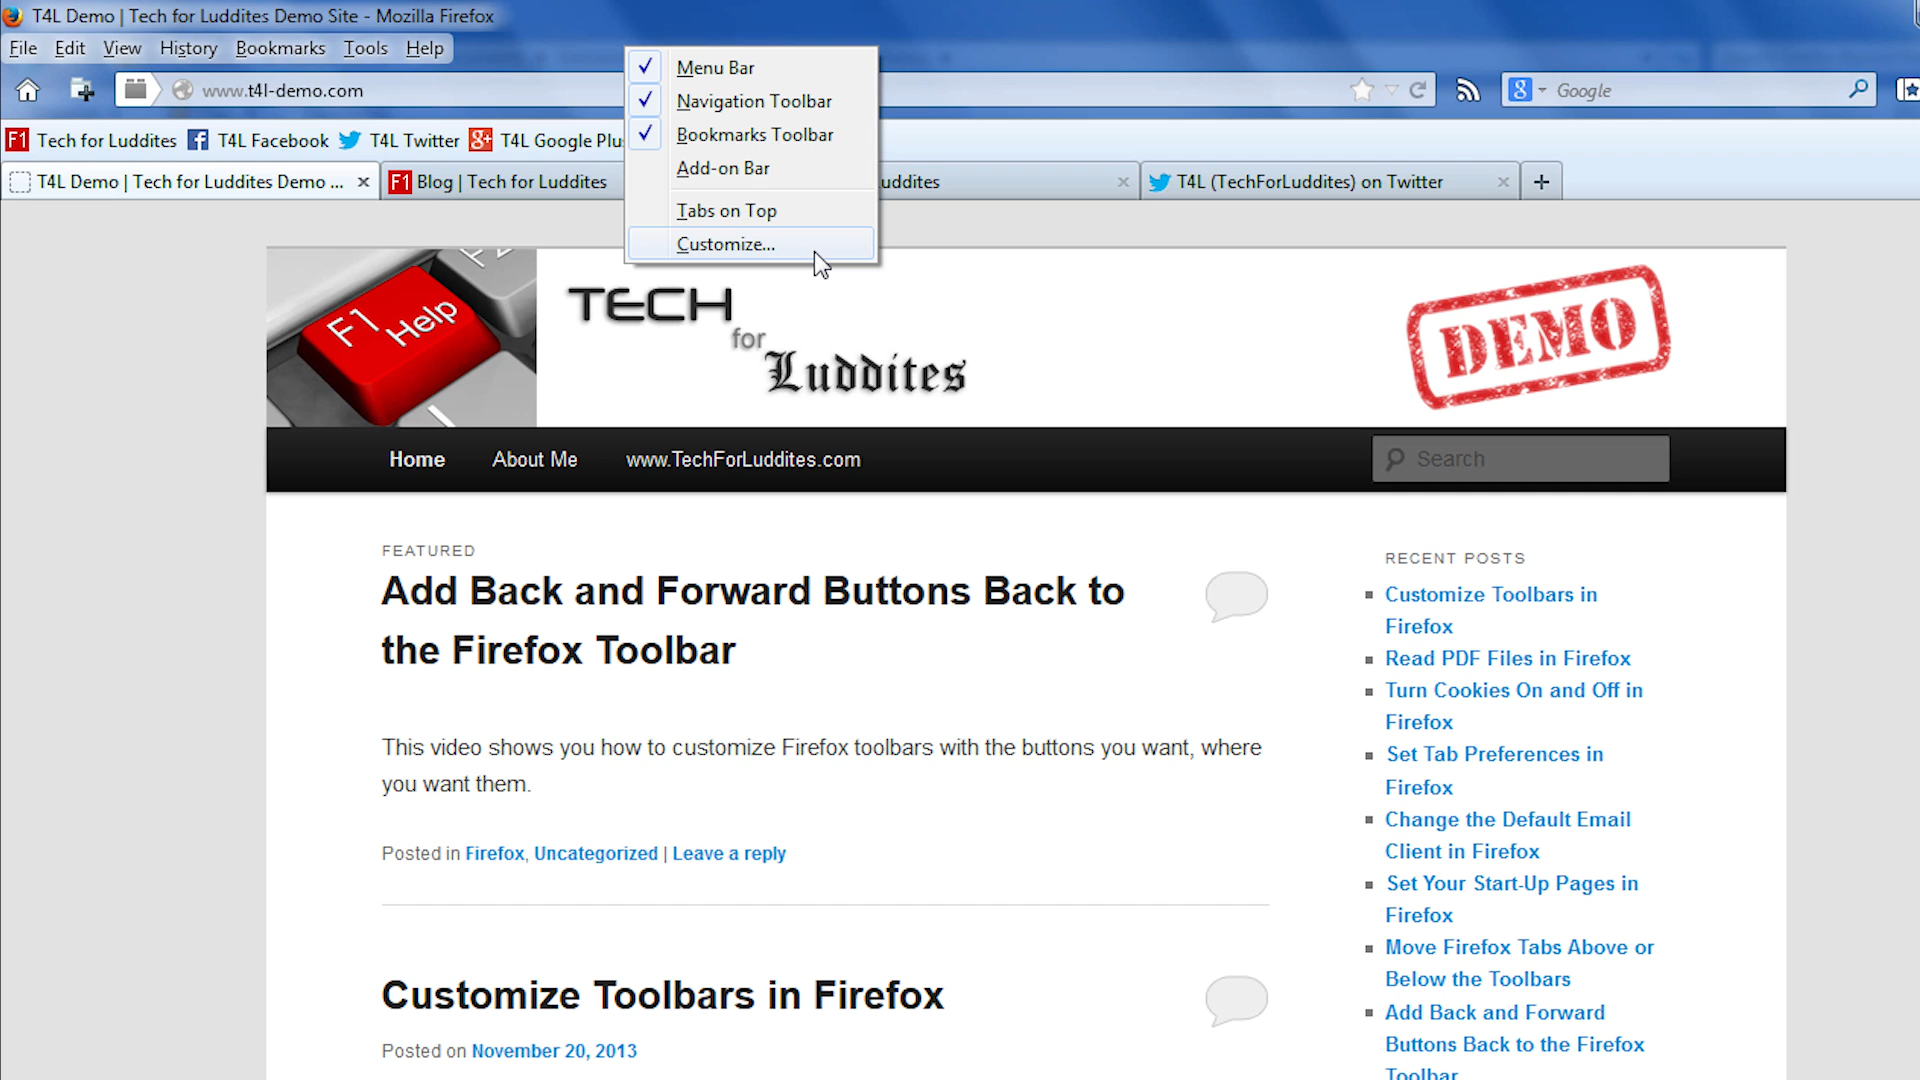 T4L Demo | Tech for Luddites Demo Site - Mozilla Firefox
File Edit View History Bookmarks Tools Help
www.t4l-demo.com
Google
Tech for Luddites T4L Facebook T4L Twitter T4L Google Plu
T4L Demo | Tech for Luddites Demo ... Blog | Tech for Luddites uddites T4L (TechForLuddites) on Twitter
Menu Bar
Navigation Toolbar
Bookmarks Toolbar
Add-on Bar
Tabs on Top
Customize...
F1
Help
TECH
for
Luddites
DEMO
Home About Me www.TechForLuddites.com Search
FEATURED
Add Back and Forward Buttons Back to
the Firefox Toolbar
This video shows you how to customize Firefox toolbars with the buttons you want, where
you want them.
Posted in Firefox, Uncategorized | Leave a reply
Customize Toolbars in Firefox
Posted on November 20, 2013
RECENT POSTS
Customize Toolbars in
Firefox
Read PDF Files in Firefox
Turn Cookies On and Off in
Firefox
Set Tab Preferences in
Firefox
Change the Default Email
Client in Firefox
Set Your Start-Up Pages in
Firefox
Move Firefox Tabs Above or
Below the Toolbars
Add Back and Forward
Buttons Back to the Firefox
Toolbar